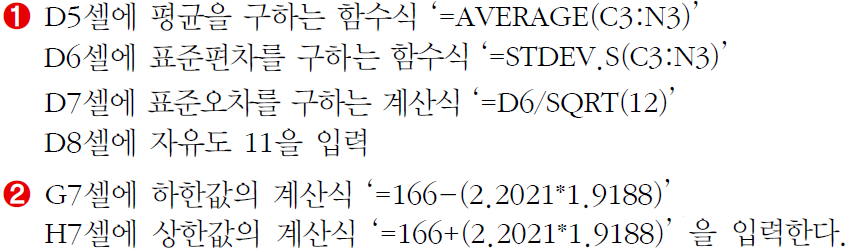 ❶ D5셀에 평균을 구하는 함수식 ‘=AVERAGE(C3:N3)’
D6셀에 표준편차를 구하는 함수식 ‘=STDEV.S(C3:N3)’
D7셀에 표준오차를 구하는 계산식 ‘=D6/SQRT(12)’
D8셀에 자유도 11을 입력
❷ G7셀에 하한값의 계산식 ‘=166-(2.2021*1.9188)’
H7셀에 상한값의 계산식 ‘=166+(2.2021*1.9188)’ 을 입력한다.